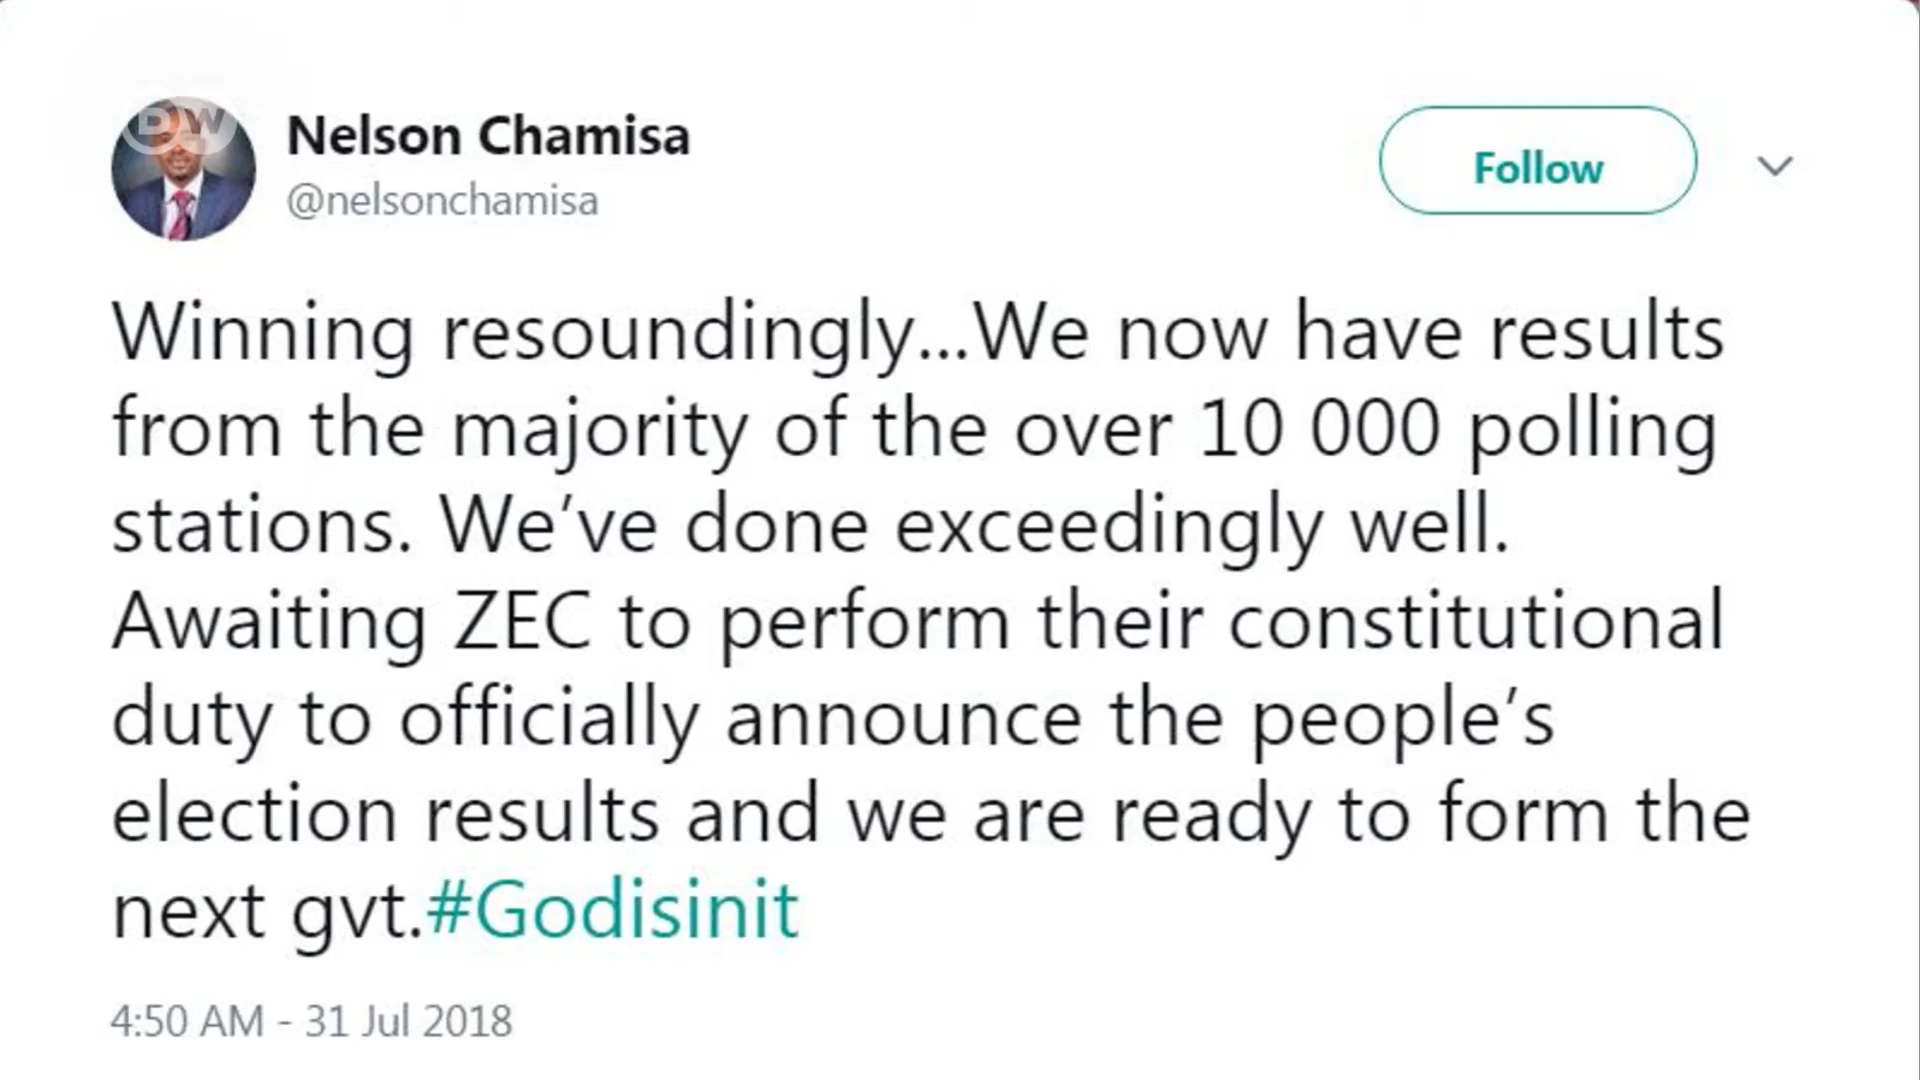 DW
Nelson Chamisa
@nelsonchamisa
Follow
Winning resoundingly...We now have results
from the majority of the over 10 000 polling
stations. We’ve done exceedingly well.
Awaiting ZEC to perform their constitutional
duty to officially announce the people’s
election results and we are ready to form the
next gvt.#Godisinit
4:50 AM - 31 Jul 2018